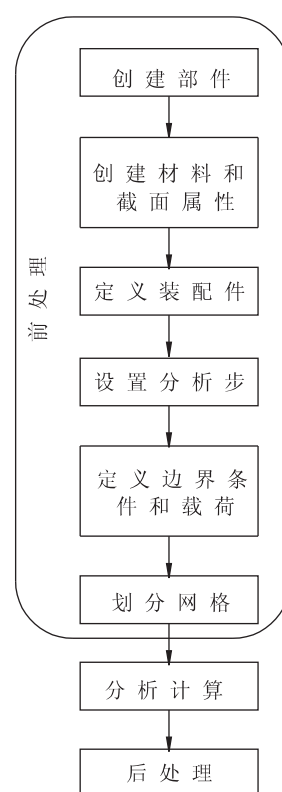 创建部件
创建材料和
截面属性
定义装配件
前处理
设置分析步
定义边界条
件和载荷
划分网格
分析计算
后处理